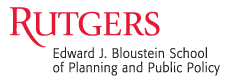 RUTGERS
Edward J. Bloustein School
of Planning and Public Policy